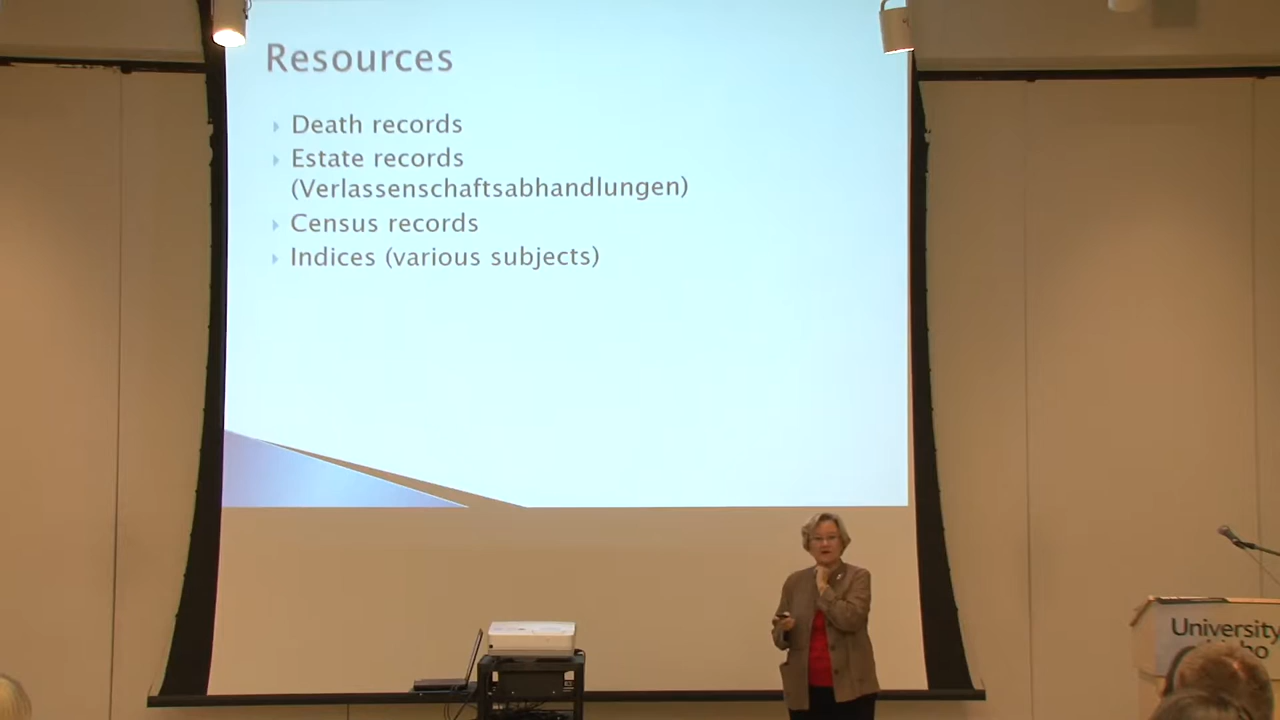 Resources
Death records
Estate records
(Verlassenschaftsabhandlungen)
Census records
Indices (various subjects)
University